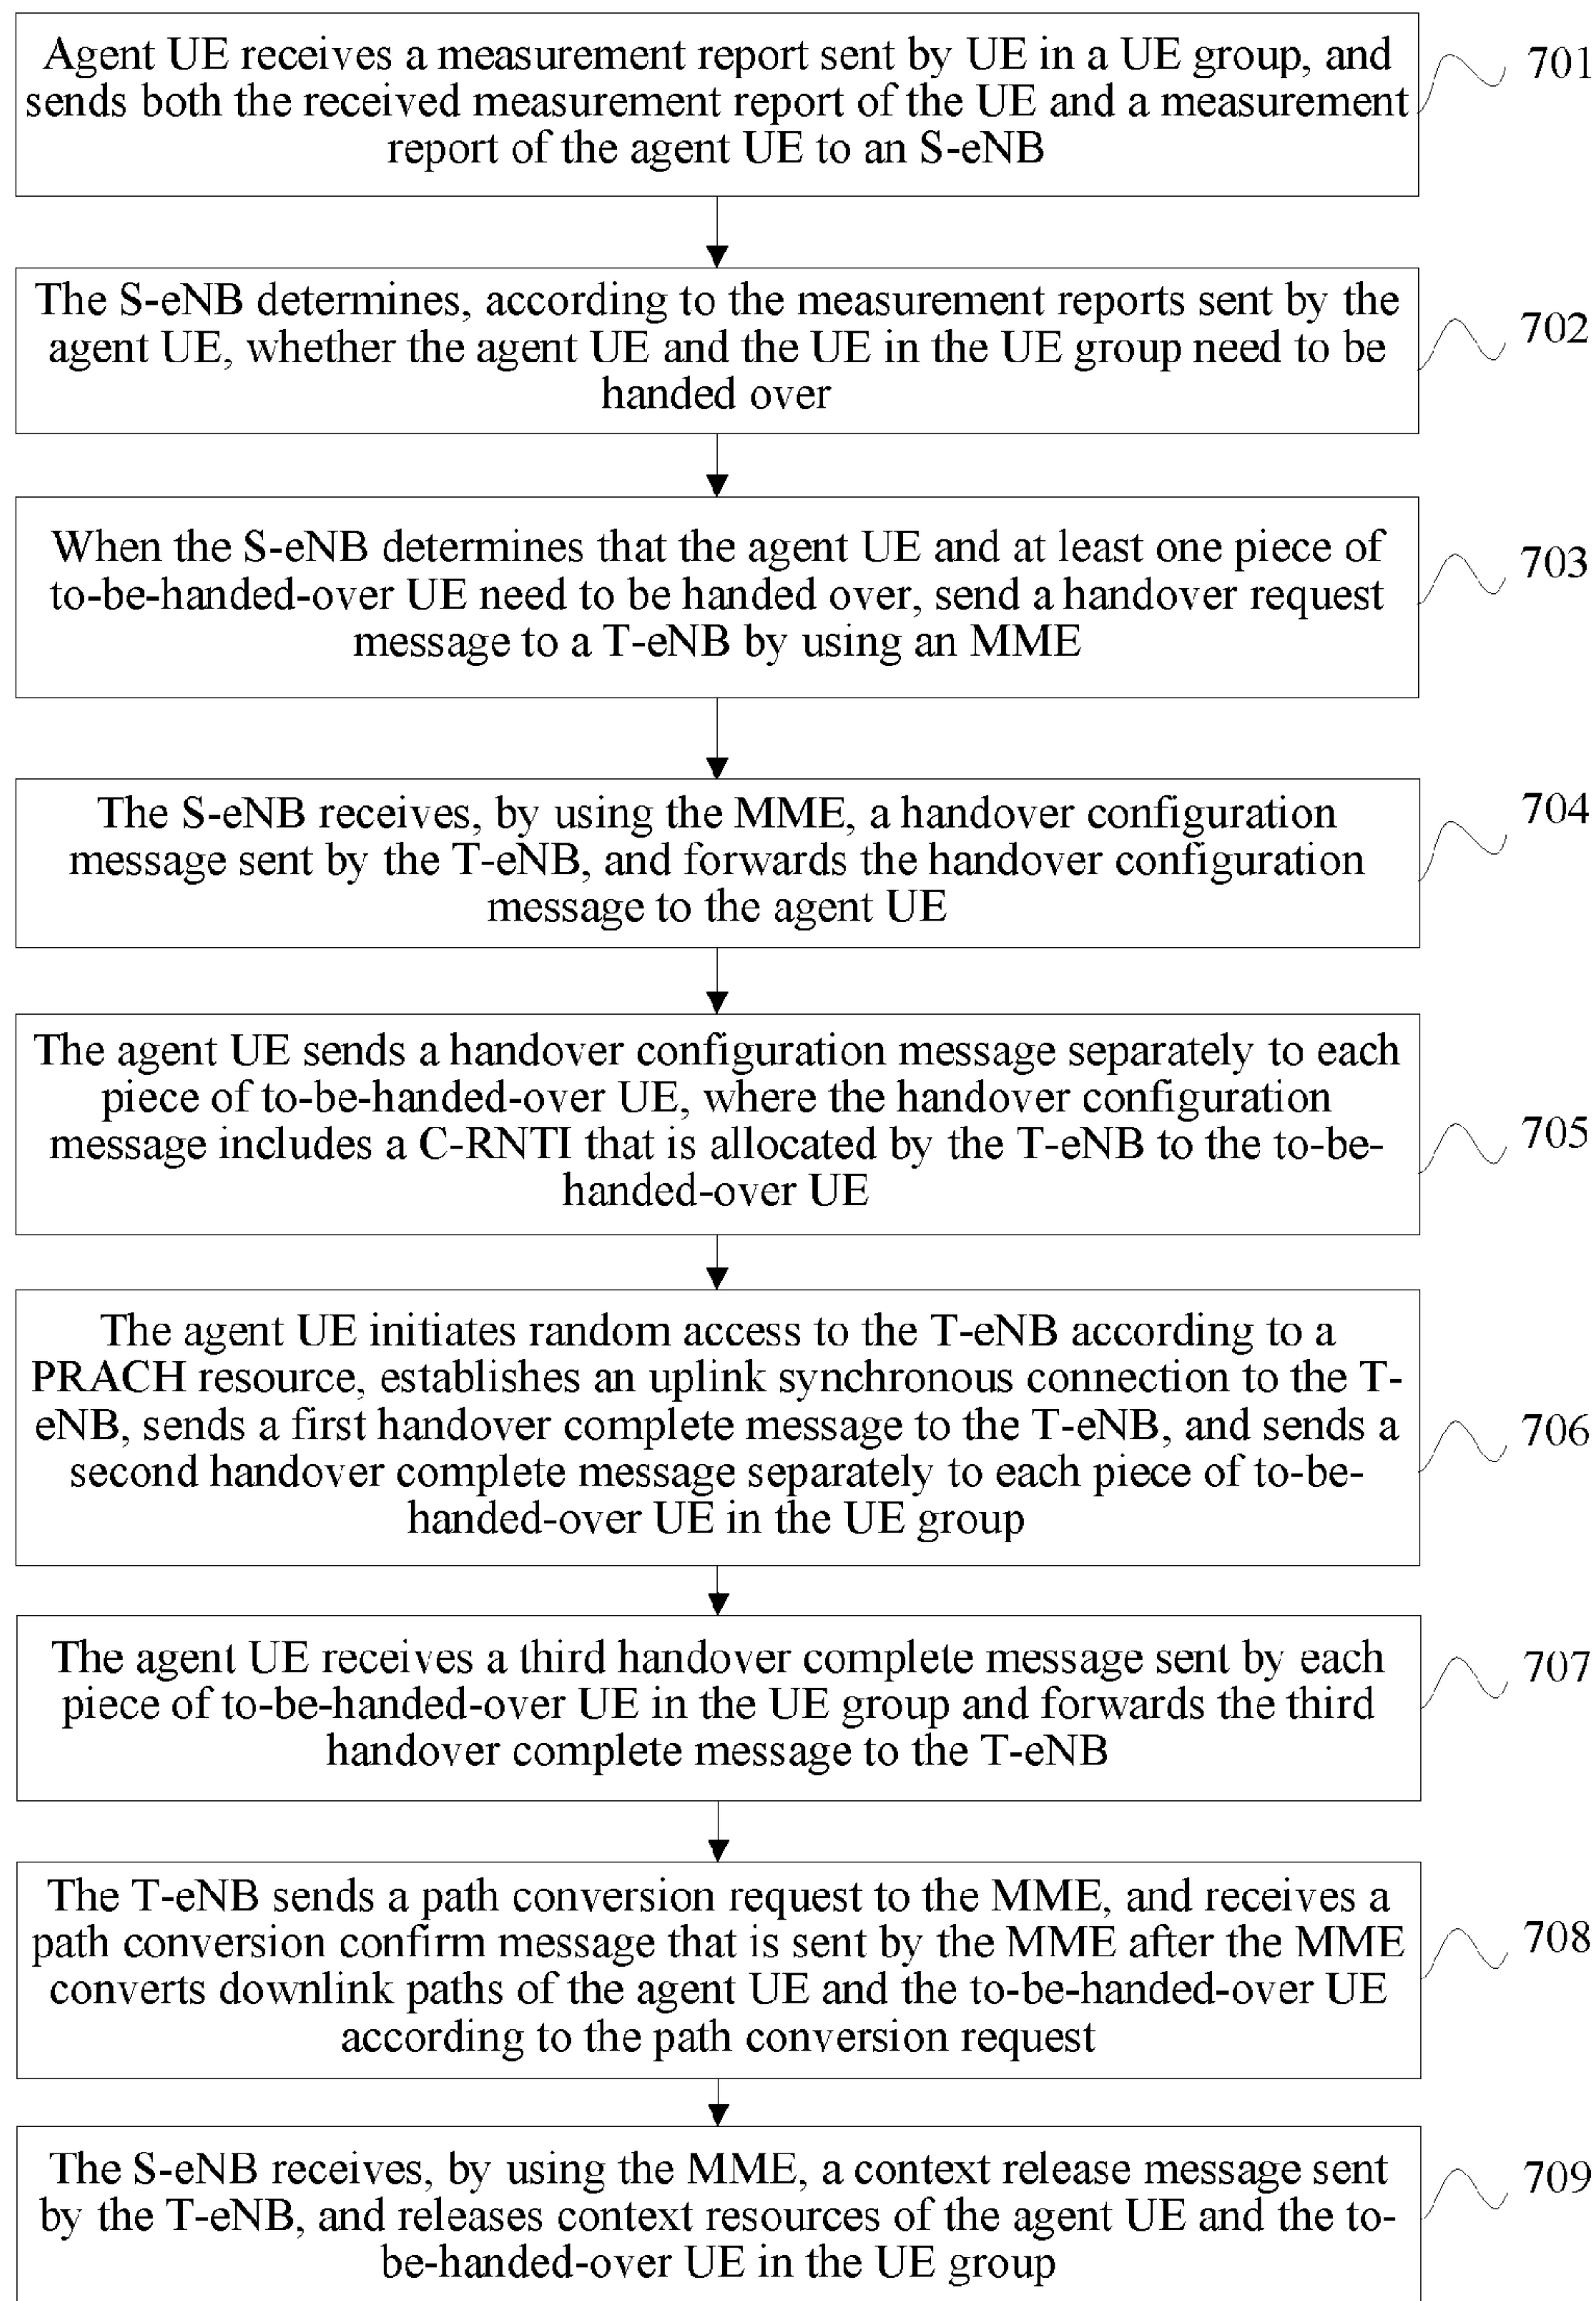 Agent UE receives a measurement report sent by UE in a UE group, and
sends both the received measurement report of the UE and a measurement
report of the agent UE to an S-eNB
701
The S-eNB determines, according to the measurement reports sent by the
agent UE, whether the agent UE and the UE in the UE group need to be
handed over
702
When the S-eNB determines that the agent UE and at least one piece of
to-be-handed-over UE need to be handed over, send a handover request
message to a T-eNB by using an MME
703
The S-eNB receives, by using the MME, a handover configuration
message sent by the T-eNB, and forwards the handover configuration
message to the agent UE
704
The agent UE sends a handover configuration message separately to each
piece of to-be-handed-over UE, where the handover configuration
message includes a C-RNTI that is allocated by the T-eNB to the to-be-
handed-over UE
705
The agent UE initiates random access to the T-eNB according to a
PRACH resource, establishes an uplink synchronous connection to the T-
eNB, sends a first handover complete message to the T-eNB, and sends a
second handover complete message separately to each piece of to-be-
handed-over UE in the UE group
706
The agent UE receives a third handover complete message sent by each
piece of to-be-handed-over UE in the UE group and forwards the third
handover complete message to the T-eNB
707
The T-eNB sends a path conversion request to the MME, and receives a
path conversion confirm message that is sent by the MME after the MME
converts downlink paths of the agent UE and the to-be-handed-over UE
according to the path conversion request
708
The S-eNB receives, by using the MME, a context release message sent
by the T-eNB, and releases context resources of the agent UE and the to-
be-handed-over UE in the UE group
709